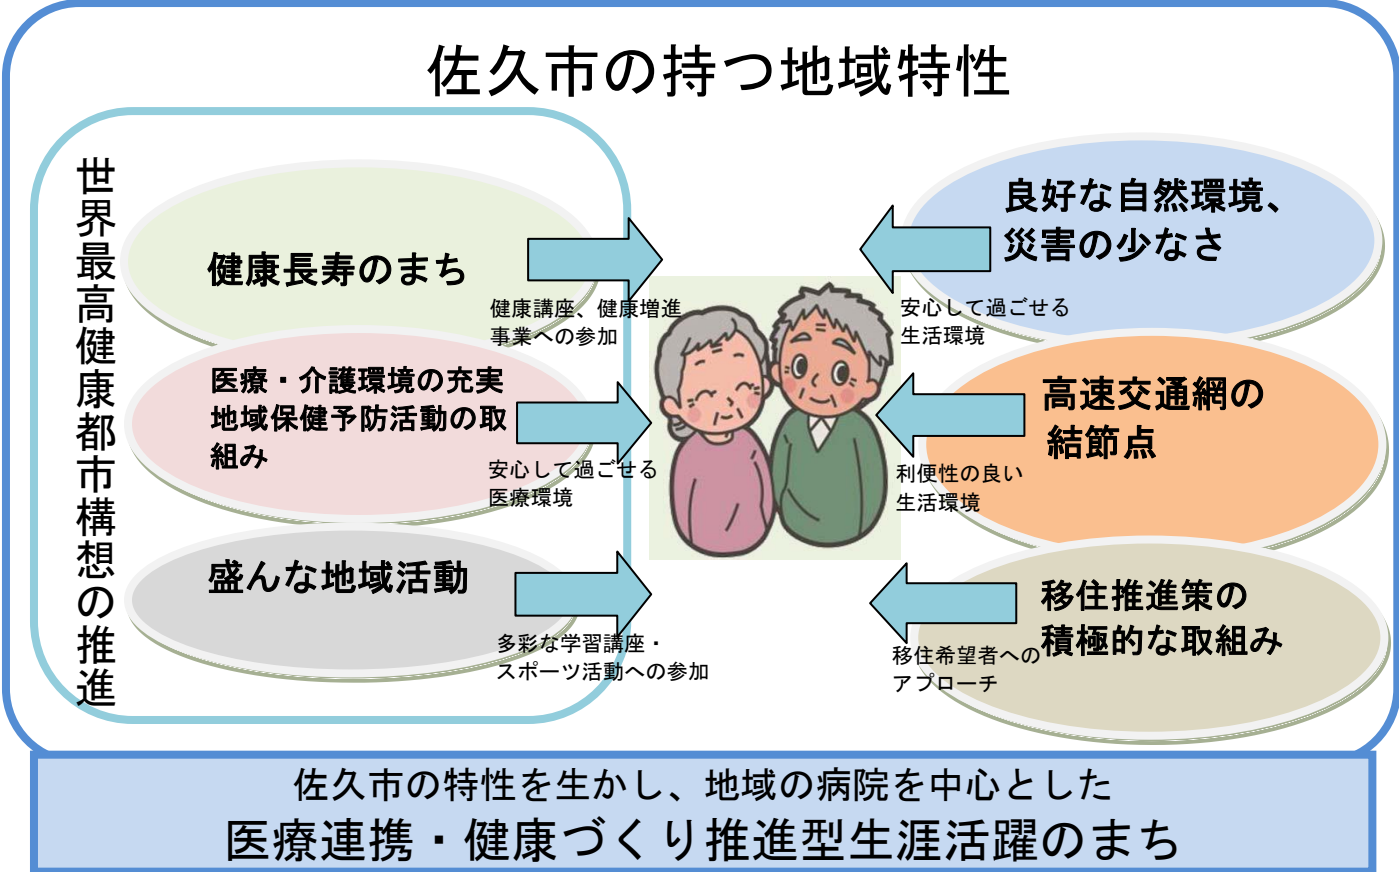 佐久市の持つ地域特性
世界最高健康都市構想の推進
健康長寿のまち
健康講座、健康増進
事業への参加
医療・介護環境の充実
地域保健予防活動の取
組み
安心して過ごせる
医療環境
盛んな地域活動
多彩な学習講座・
スポーツ活動への参加
良好な自然環境、
災害の少なさ
安心して過ごせる
生活環境
高速交通網の
結節点
利便性の良い
生活環境
移住推進策の
積極的な取組み
移住希望者への
アプローチ
佐久市の特性を生かし、地域の病院を中心とした
医療連携・健康づくり推進型生涯活躍のまち